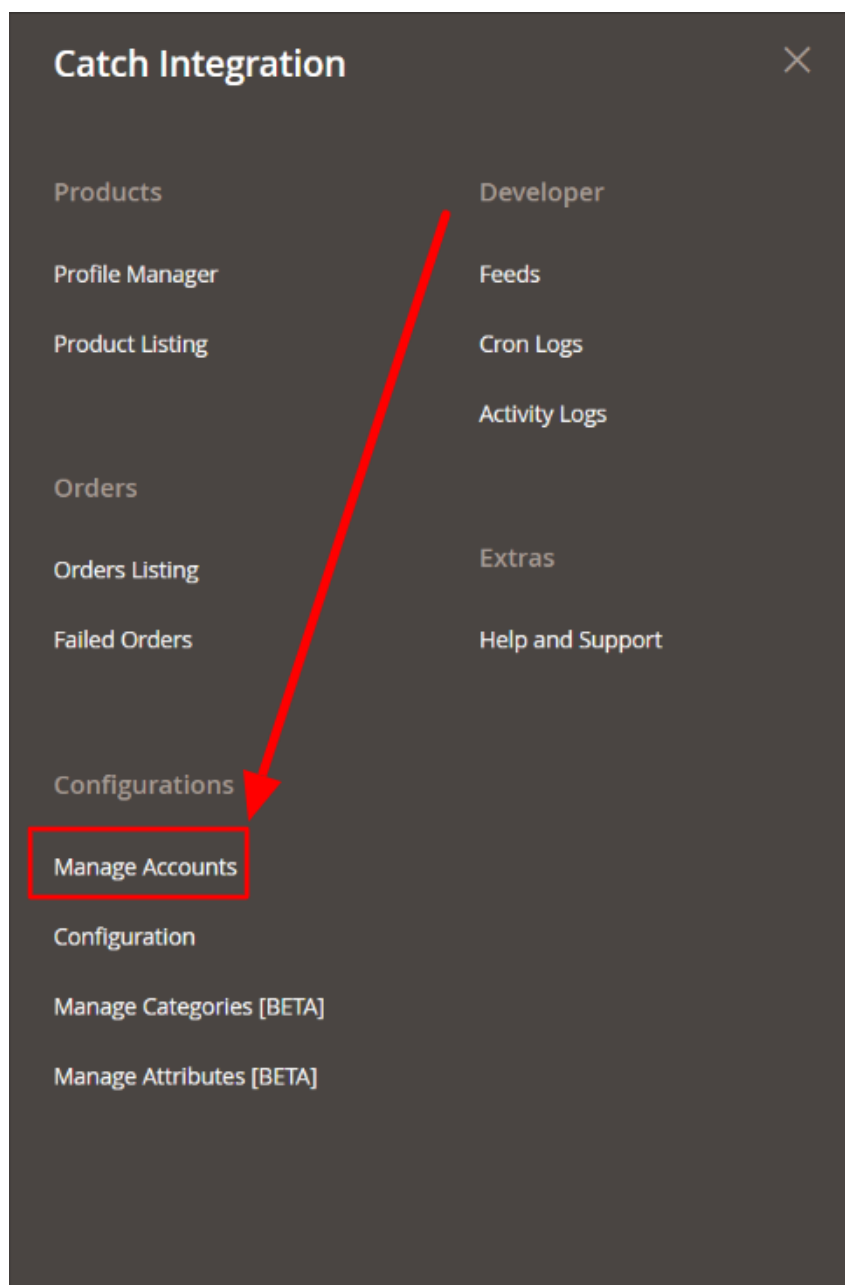 Catch Integration
Products
Profile Manager
Product Listing
Orders
Orders Listing
Failed Orders
Configurations
Manage Accounts
Configuration
Manage Categories [BETA]
Manage Attributes [BETA]
Developer
Feeds
Cron Logs
Activity Logs
Extras
Help and Support